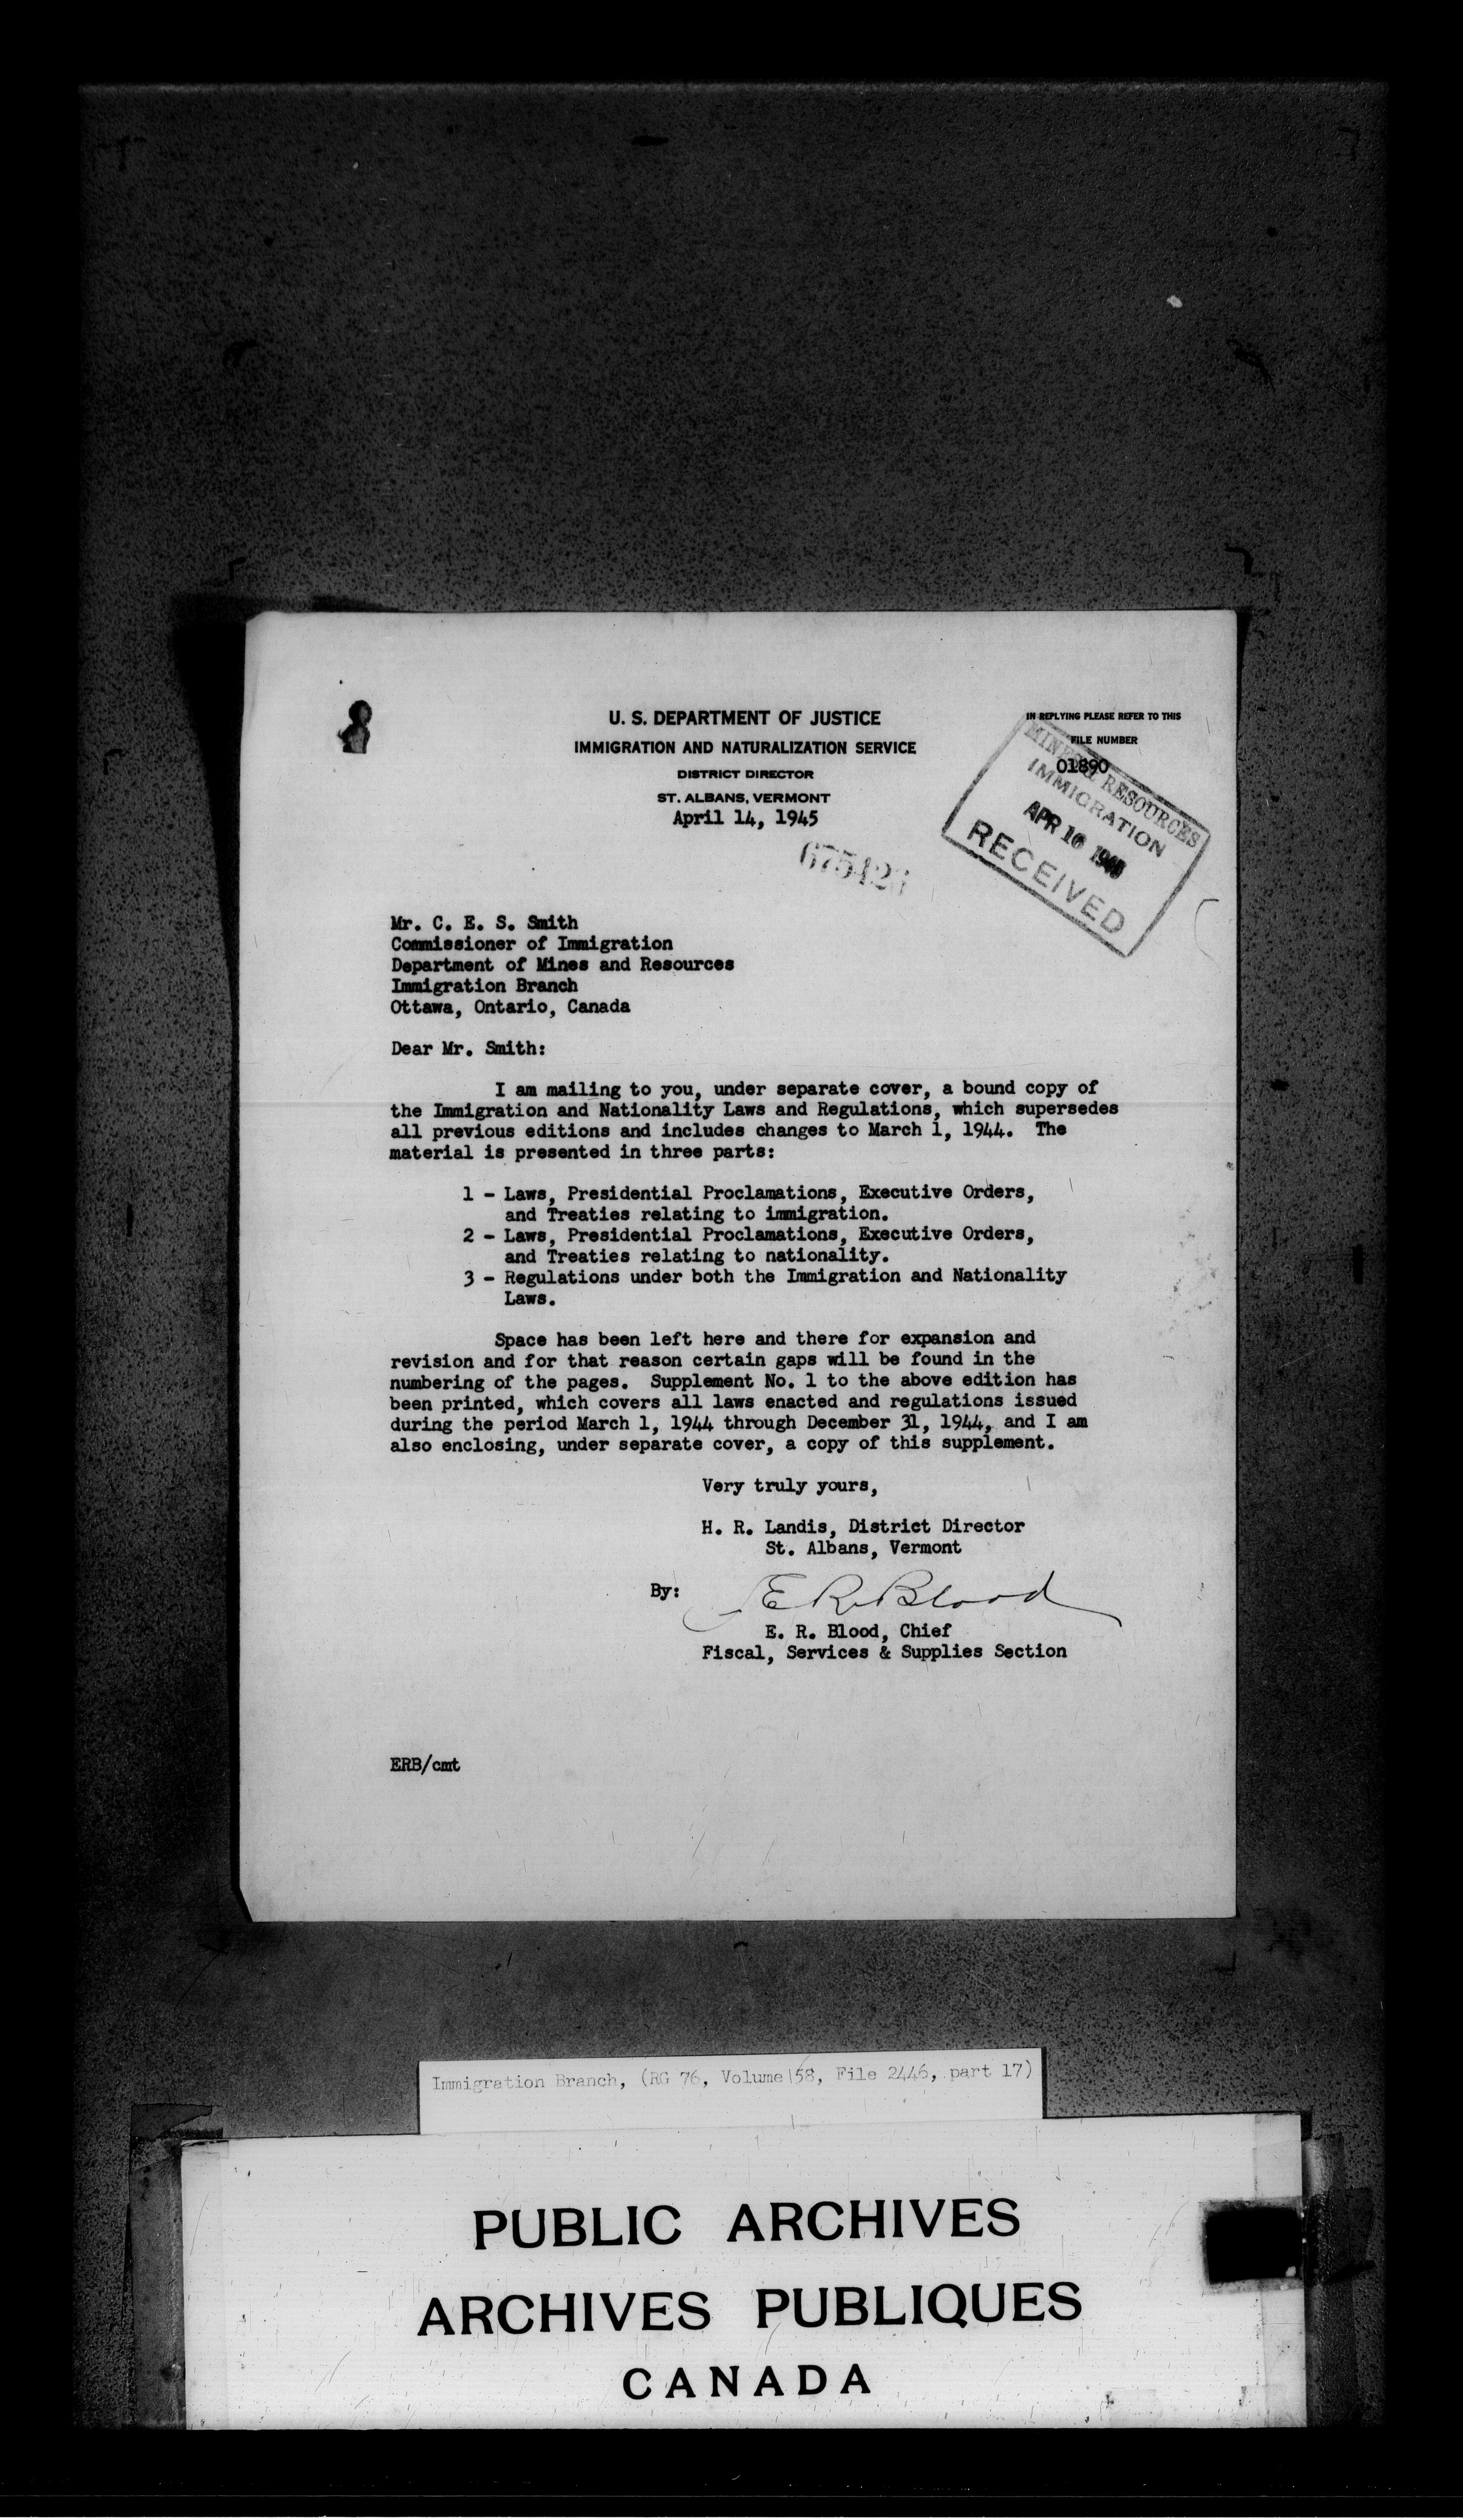 U. S. DEPARTMENT OF JUSTICE
IMMIGRATION AND NATURALIZATION SERVICE
DISTRICT DIRECTOR
ST. ALBANS, VERMONT
April 14, 1945
IN REPLYING PLEASE REFER TO THIS
FILE NUMBER
01890
MINES & RESOURCES
IMMIGRATION
APR 16
RECEIVED
Mr. C. E. S. Smith
Commissioner of Immigration
Department of Mines and Resources
Immigration Branch
Ottawa, Ontario, Canada
Dear Mr. Smith:
I am mailing to you, under separate cover, a bound copy of
the Immigration and Nationality Laws and Regulations, which supersedes
all previous editions and includes changes to March 1, 1944. The
material is presented in three parts:
1 - Laws, Presidential Proclamations, Executive Orders,
and Treaties relating to immigration.
2 - Laws, Presidential Proclamations, Executive Orders,
and Treaties relating to nationality.
3 - Regulations under both the Immigration and Nationality
Laws.
Space has been left here and there for expansion and
revision and for that reason certain gaps will be found in the
numbering of the pages. Supplement No. 1 to the above edition has
been printed, which covers all laws enacted and regulations issued
during the period March 1, 1944 through December 31, 1944, and I am
also enclosing, under separate cover, a copy of this supplement.
Very truly yours,
H. R. Landis, District Director
St. Albans, Vermont
By: E R Blood
E. R. Blood, Chief
Fiscal, Services & Supplies Section
ERB/cmt
Immigration Branch, (RG 76, Volume 158, File 2446, part 17)
PUBLIC ARCHIVES
ARCHIVES PUBLIQUES
CANADA